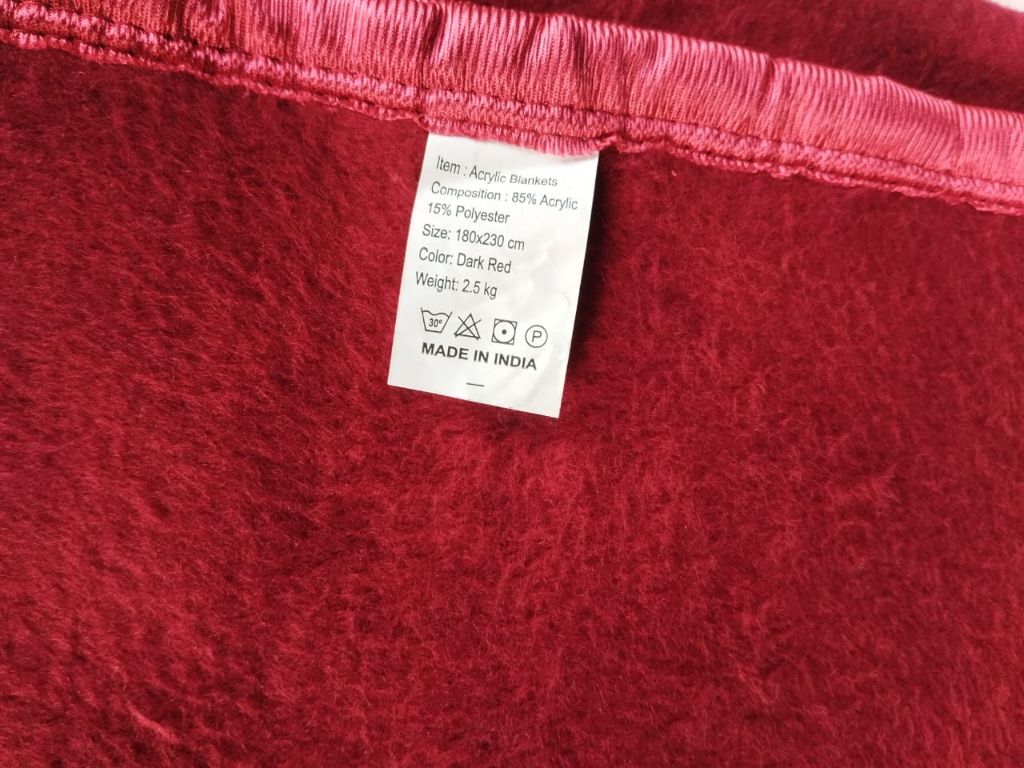 Item : Acrylic Blankets
Composition : 85% Acrylic
15% Polyester
Size: 180x230 cm
Color: Dark Red
Weight: 2.5 kg
30° P
MADE IN INDIA